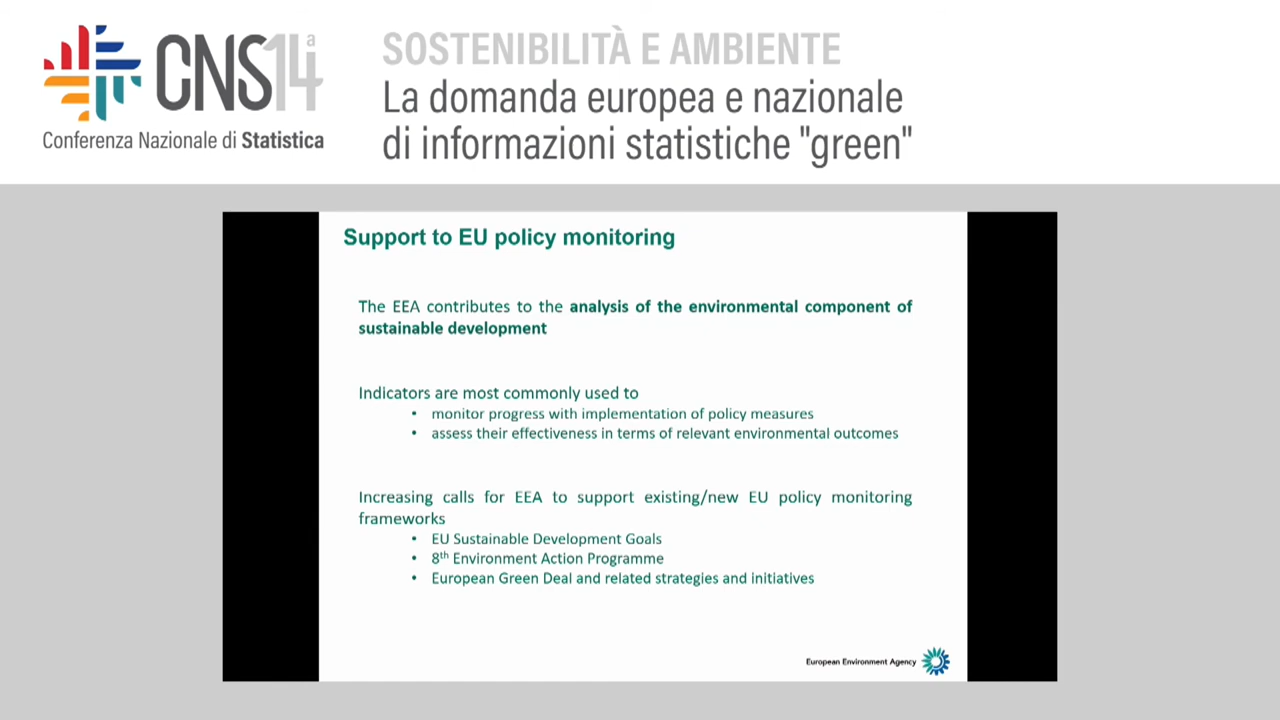 CNS14ª
Conferenza Nazionale di Statistica
SOSTENIBILITÀ E AMBIENTE
La domanda europea e nazionale
di informazioni statistiche "green"
Support to EU policy monitoring
The EEA contributes to the analysis of the environmental component of
sustainable development
Indicators are most commonly used to
• monitor progress with implementation of policy measures
• assess their effectiveness in terms of relevant environmental outcomes
Increasing calls for EEA to support existing/new EU policy monitoring
frameworks
• EU Sustainable Development Goals
• 8th Environment Action Programme
• European Green Deal and related strategies and initiatives
European Environment Agency